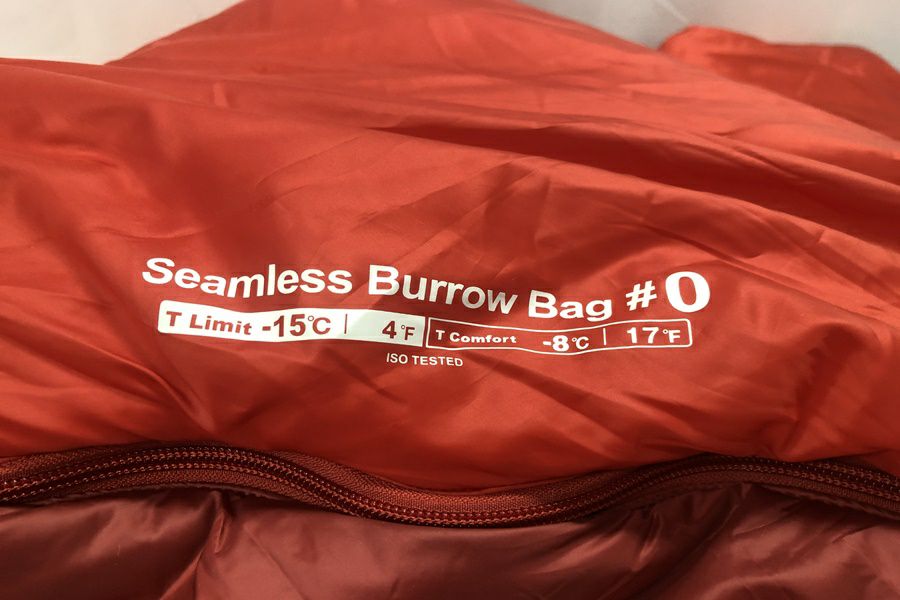 Seamless Burrow Bag #0
T Limit -15℃ | 4℉ T Comfort -8℃ | 17℉
ISO TESTED